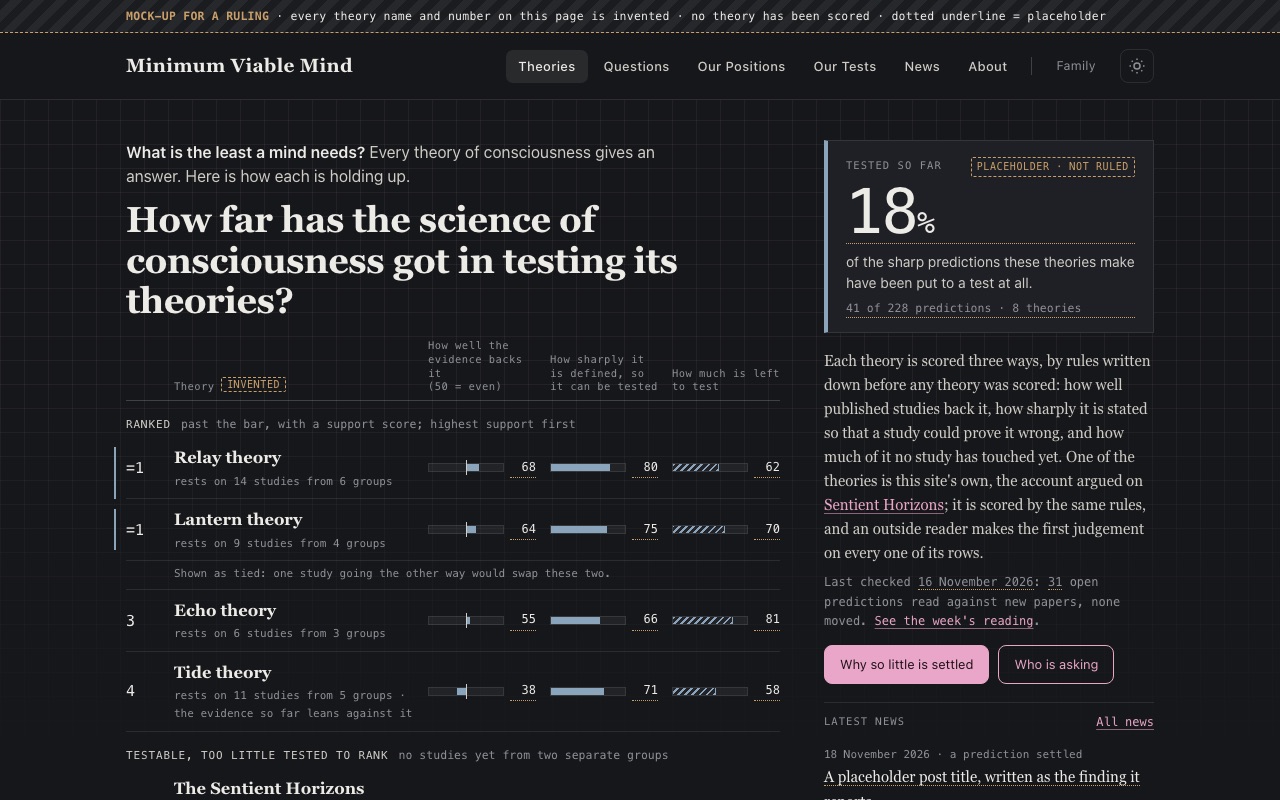 MOCK-UP FOR A RULING · every theory name and number on this page is invented · no theory has been scored · dotted underline = placeholder
Minimum Viable Mind
Theories
Questions
Our Positions
Our Tests
News
About
Family
What is the least a mind needs? Every theory of consciousness gives an
answer. Here is how each is holding up.
How far has the science of
consciousness got in testing its
theories?
Theory INVENTED
How well the
evidence backs
it
(50 = even)
How sharply it
is defined, so
it can be tested
How much is left
to test
RANKED past the bar, with a support score; highest support first
=1
Relay theory
rests on 14 studies from 6 groups
68
80
62
=1
Lantern theory
rests on 9 studies from 4 groups
64
75
70
Shown as tied: one study going the other way would swap these two.
3
Echo theory
rests on 6 studies from 3 groups
55
66
81
4
Tide theory
rests on 11 studies from 5 groups ·
the evidence so far leans against it
38
71
58
TESTABLE, TOO LITTLE TESTED TO RANK no studies yet from two separate groups
The Sentient Horizons
TESTED SO FAR
PLACEHOLDER · NOT RULED
18%
of the sharp predictions these theories make
have been put to a test at all.
41 of 228 predictions · 8 theories
Each theory is scored three ways, by rules written
down before any theory was scored: how well
published studies back it, how sharply it is stated
so that a study could prove it wrong, and how
much of it no study has touched yet. One of the
theories is this site's own, the account argued on
Sentient Horizons; it is scored by the same rules,
and an outside reader makes the first judgement
on every one of its rows.
Last checked 16 November 2026: 31 open
predictions read against new papers, none
moved. See the week's reading.
Why so little is settled
Who is asking
LATEST NEWS
All news
18 November 2026 · a prediction settled
A placeholder post title, written as the finding it
reports